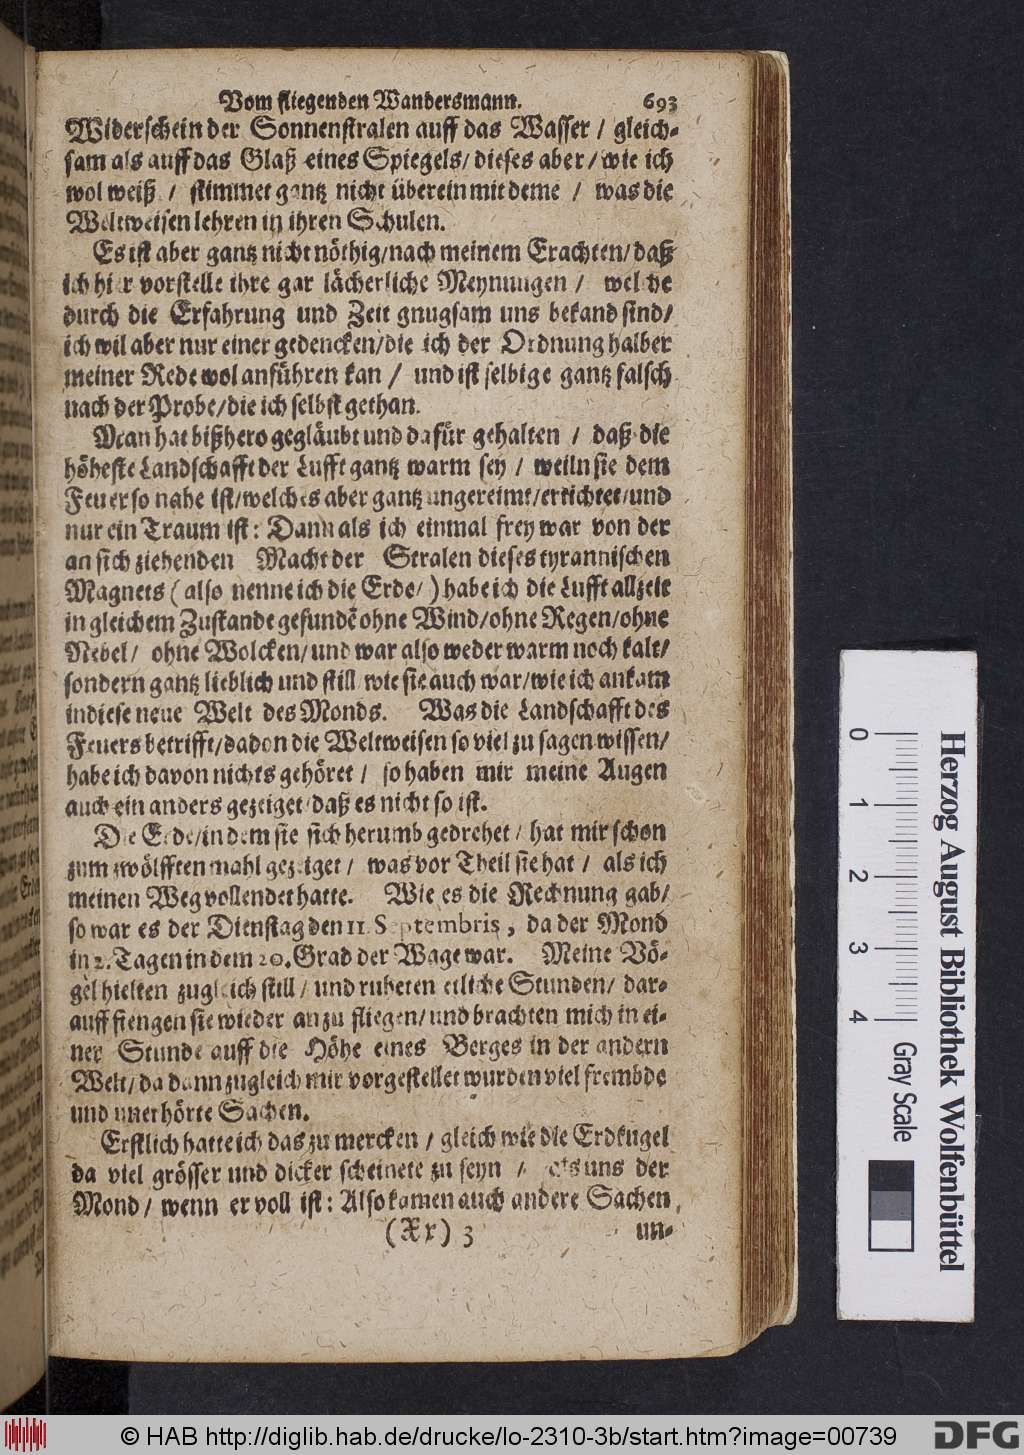 Vom fliegenden Wandersmann. 693
Widerschein der Sonnenstralen auff das Wasser / gleich-
sam als auff das Glaß eines Spiegels/ dieses aber / wie ich
wol weiß / stimmet gantz nicht überein mit deme / was die
Weltweisen lehren in ihren Schulen.
Es ist aber gantz nicht nöthig/ nach meinem Erachten/ daß
ich hier vorstelle ihre gar lächerliche Meynungen / welche
durch die Erfahrung und Zeit gnugsam uns bekand sind/
ich wil aber nur einer gedencken/ die ich der Ordnung halber
meiner Rede wol anführen kan / und ist selbige gantz falsch
nach der Probe/ die ich selbst gethan.
Man hat bißhero gegläubt und dafür gehalten / daß die
höheste Landschafft der Lufft gantz warm sey / weiln sie dem
Feuer so nahe ist/ welches aber gantz ungereimt/ ertichtet/ und
nur ein Traum ist: Dann als ich einmal frey war von der
an sich ziehenden Macht der Stralen dieses tyrannischen
Magnets ( also nenne ich die Erde/ ) habe ich die Lufft allzeit
in gleichem Zustande gefundẽ ohne Wind/ ohne Regen/ ohne
Nebel/ ohne Wolcken/ und war also weder warm noch kalt/
sondern gantz lieblich und still wie sie auch war/ wie ich ankam
in diese neue Welt des Monds. Was die Landschafft des
Feuers betrifft/ davon die Weltweisen so viel zu sagen wissen/
habe ich davon nichts gehöret / so haben mir meine Augen
auch ein anders gezeiget/ daß es nicht so ist.
Die Erde/ in dem sie sich herumb gedrehet / hat mir schon
zum zwölfften mahl gezeiget / was vor Theil sie hat / als ich
meinen Weg vollendet hatte. Wie es die Rechnung gab/
so war es der Dienstag den 11. Septembris, da der Mond
in 2. Tagen in dem 20. Grad der Wage war. Meine Vö-
gel hielten zugleich still / und ruheten etliche Stunden/ dar-
auff fiengen sie wieder an zu fliegen/ und brachten mich in ei-
ner Stunde auff die Höhe eines Berges in der andern
Welt/ da dann zugleich mir vorgestellet wurden viel frembde
und unerhörte Sachen.
Erstlich hatte ich das zu mercken / gleich wie die Erdkugel
da viel grösser und dicker scheinete zu seyn / als uns der
Mond / wenn er voll ist: Also kamen auch andere Sachen
(Xx) 3 un-
Herzog August Bibliothek Wolfenbüttel
0 1 2 3 4
Gray Scale
© HAB http://diglib.hab.de/drucke/lo-2310-3b/start.htm?image=00739
DFG